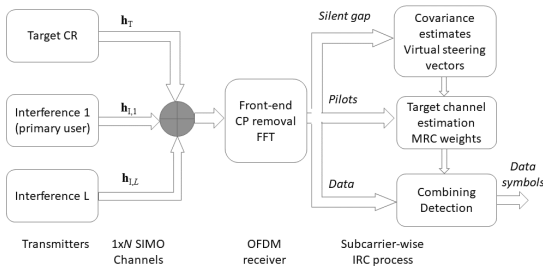 Target CR
h_T
Interference 1
(primary user)
h_{I,1}
Interference L
h_{I,L}
Front-end
CP removal
FFT
Silent gap
Pilots
Data
Covariance
estimates
Virtual steering
vectors
Target channel
estimation
MRC weights
Combining
Detection
Data
symbols
Transmitters
1xN SIMO
Channels
OFDM
receiver
Subcarrier-wise
IRC process